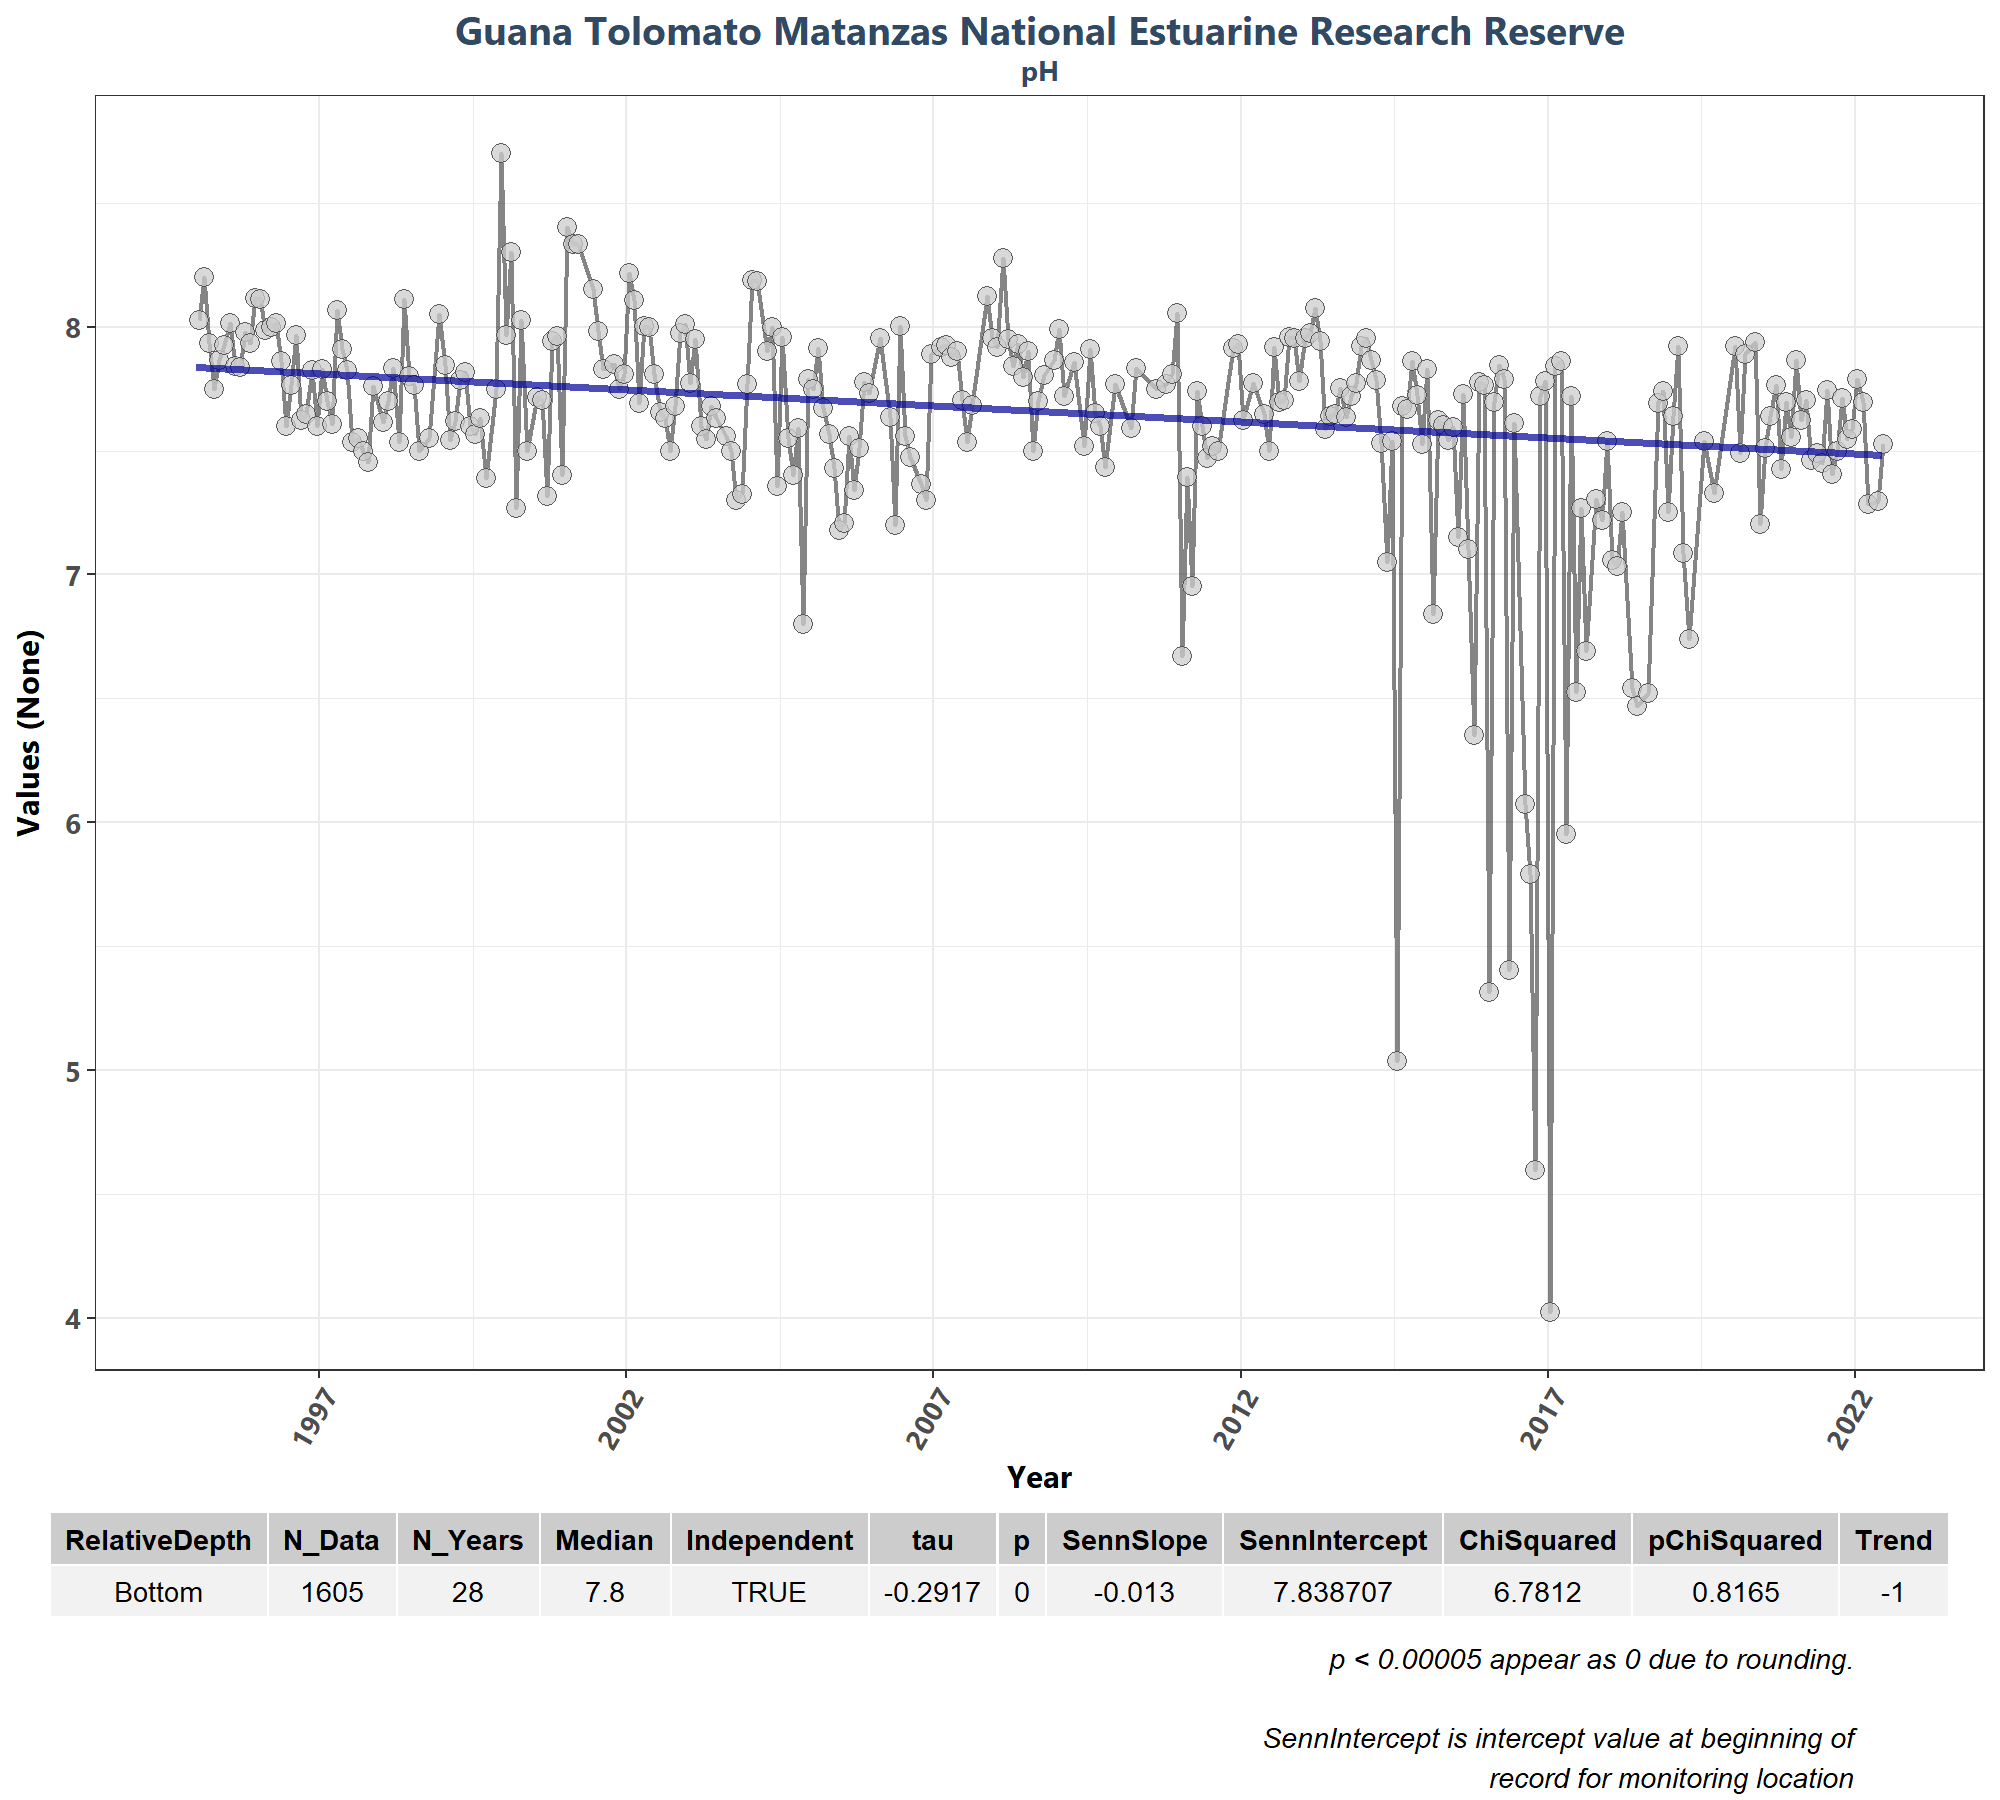 Guana Tolomato Matanzas National Estuarine Research Reserve
pH
Values (None)
8
7
6
5
4
1997 2002 2007 2012 2017 2022
Year
RelativeDepth N_Data N_Years Median Independent tau p SennSlope SennIntercept ChiSquared pChiSquared Trend
Bottom 1605 28 7.8 TRUE -0.2917 0 -0.013 7.838707 6.7812 0.8165 -1
p < 0.00005 appear as 0 due to rounding.
SennIntercept is intercept value at beginning of
record for monitoring location